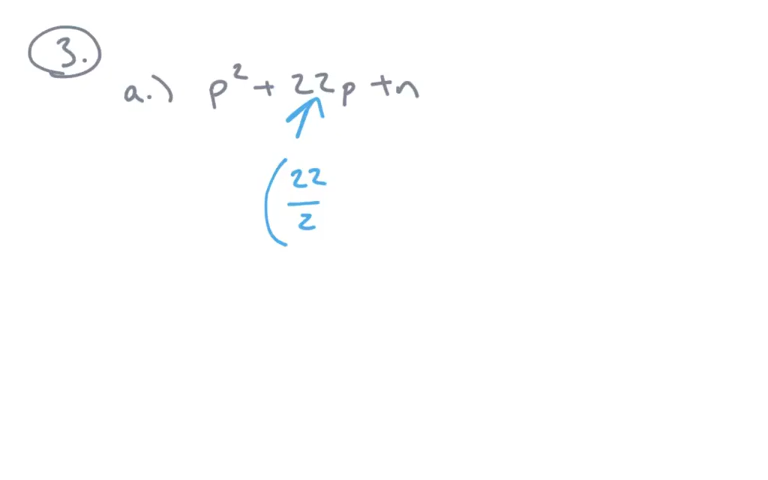 3.
a.) p² + 22p + n
(22/2